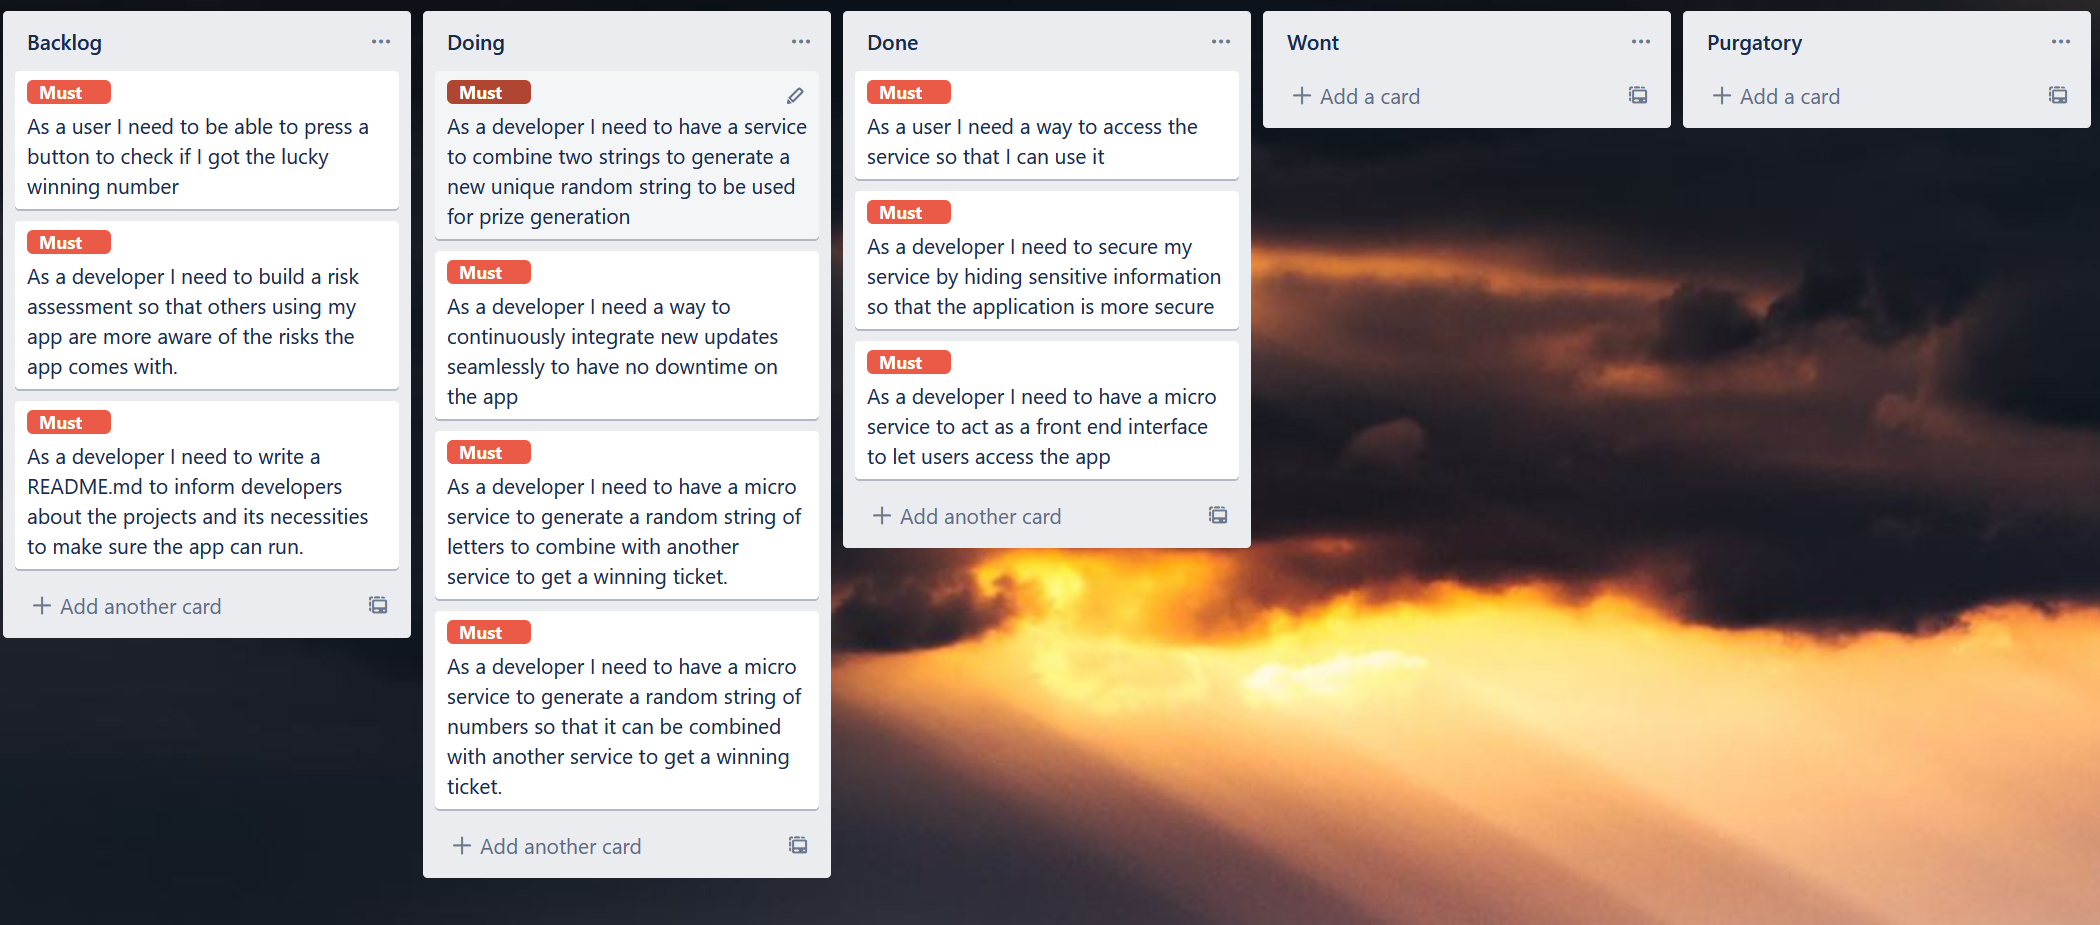 Backlog
Must
As a user I need to be able to press a
button to check if I got the lucky
winning number
Must
As a developer I need to build a risk
assessment so that others using my
app are more aware of the risks the
app comes with.
Must
As a developer I need to write a
README.md to inform developers
about the projects and its necessities
to make sure the app can run.
Add another card
Doing
Must
As a developer I need to have a service
to combine two strings to generate a
new unique random string to be used
for prize generation
Must
As a developer I need a way to
continuously integrate new updates
seamlessly to have no downtime on
the app
Must
As a developer I need to have a micro
service to generate a random string of
letters to combine with another
service to get a winning ticket.
Must
As a developer I need to have a micro
service to generate a random string of
numbers so that it can be combined
with another service to get a winning
ticket.
Add another card
Done
Must
As a user I need a way to access the
service so that I can use it
Must
As a developer I need to secure my
service by hiding sensitive information
so that the application is more secure
Must
As a developer I need to have a micro
service to act as a front end interface
to let users access the app
Add another card
Wont
Add a card
Purgatory
Add a card